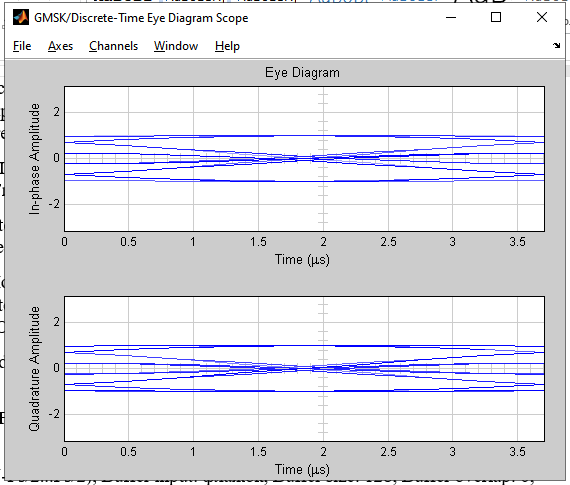 GMSK/Discrete-Time Eye Diagram Scope
File Axes Channels Window Help
Eye Diagram
In-phase Amplitude
2
0
-2
0 0.5 1 1.5 2 2.5 3 3.5
Time (μs)
Quadrature Amplitude
2
0
-2
0 0.5 1 1.5 2 2.5 3 3.5
Time (μs)